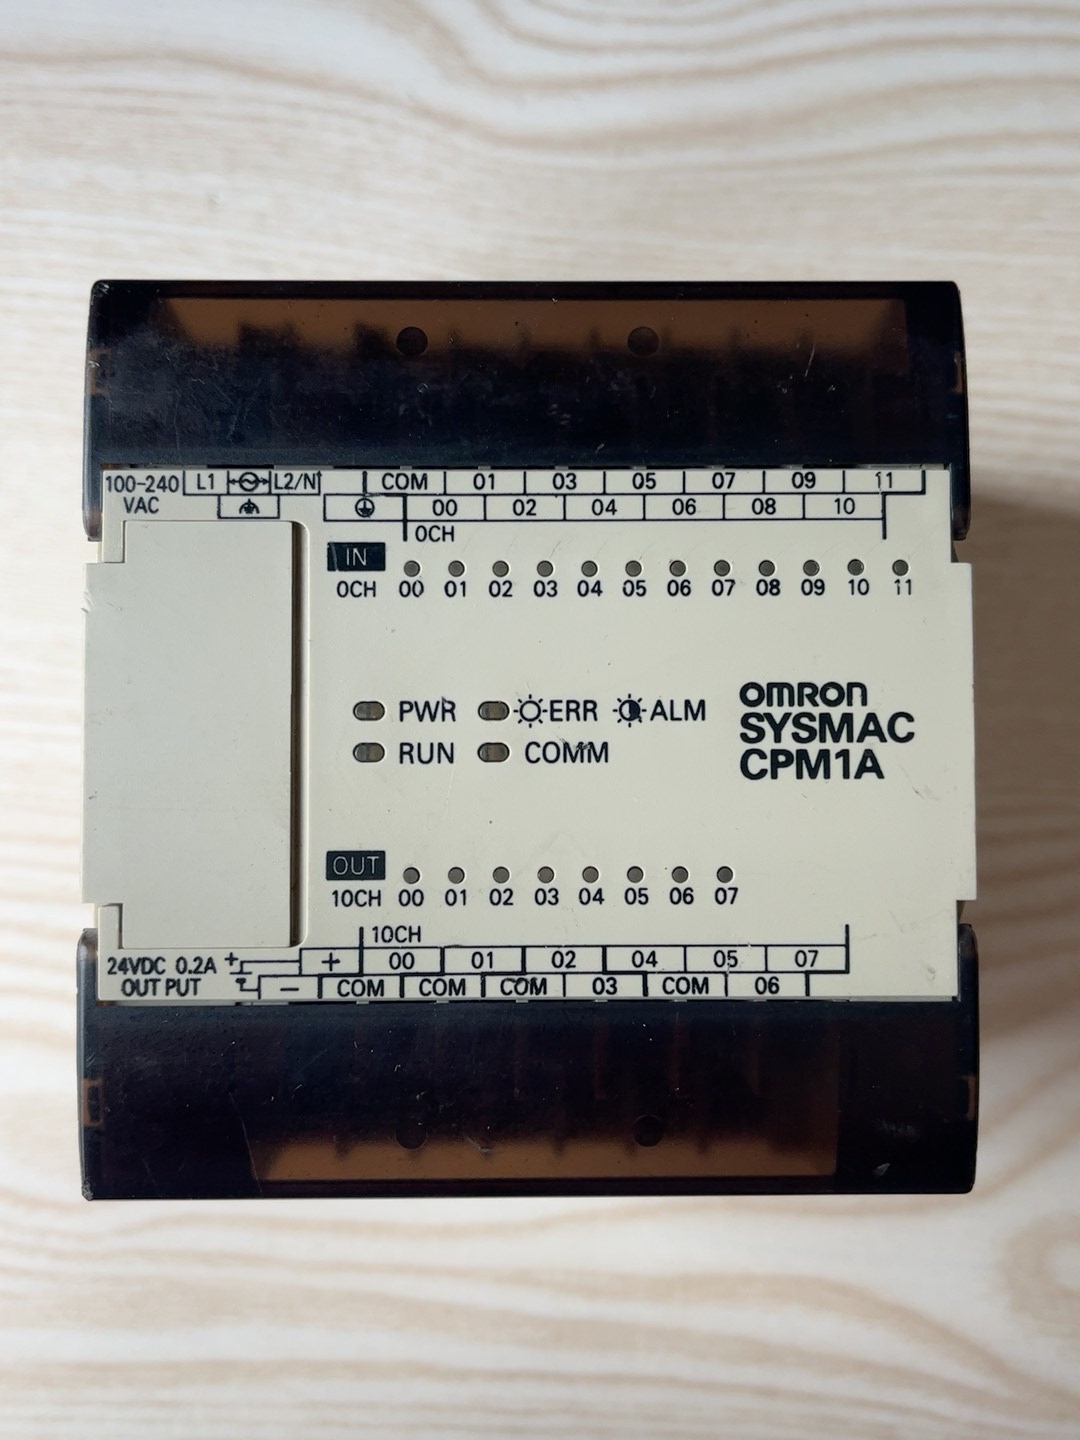 100-240 L1 L2/N COM 01 03 05 07 09 11
VAC 00 02 04 06 08 10
0CH
IN
0CH 00 01 02 03 04 05 06 07 08 09 10 11
PWR ERR ALM
RUN COMM
OMRON
SYSMAC
CPM1A
OUT
10CH 00 01 02 03 04 05 06 07
10CH
24VDC 0.2A + + 00 01 02 04 05 07
OUTPUT - - COM COM COM 03 COM 06